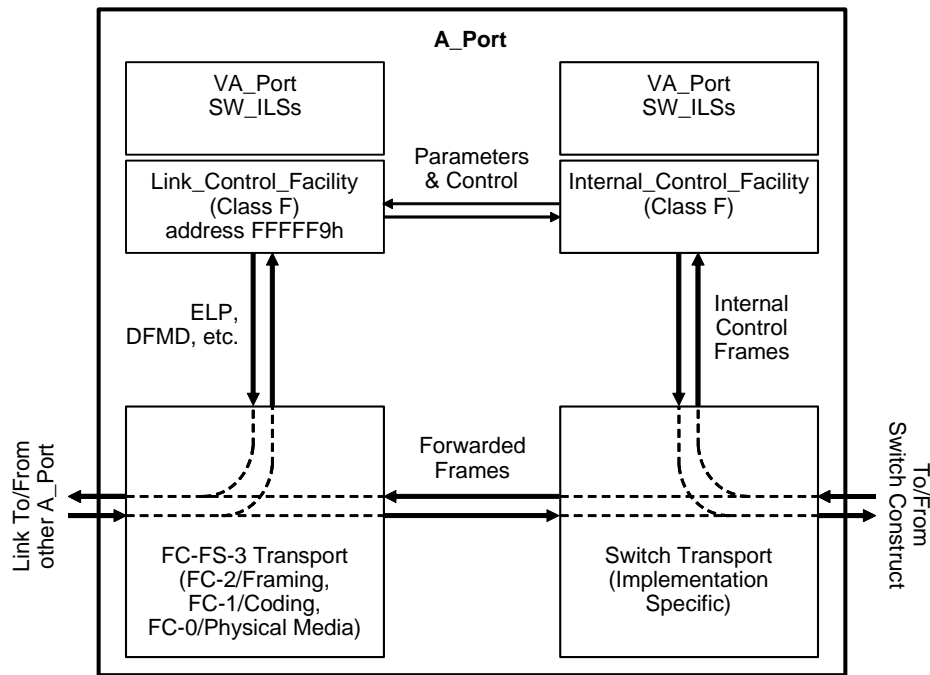 A_Port
VA_Port
SW_ILSs
VA_Port
SW_ILSs
Link_Control_Facility
(Class F)
address FFFFF9h
Parameters
& Control
Internal_Control_Facility
(Class F)
ELP,
DFMD, etc.
Internal
Control
Frames
Link To/From
other A_Port
Forwarded
Frames
To/From
Switch Construct
FC-FS-3 Transport
(FC-2/Framing,
FC-1/Coding,
FC-0/Physical Media)
Switch Transport
(Implementation
Specific)